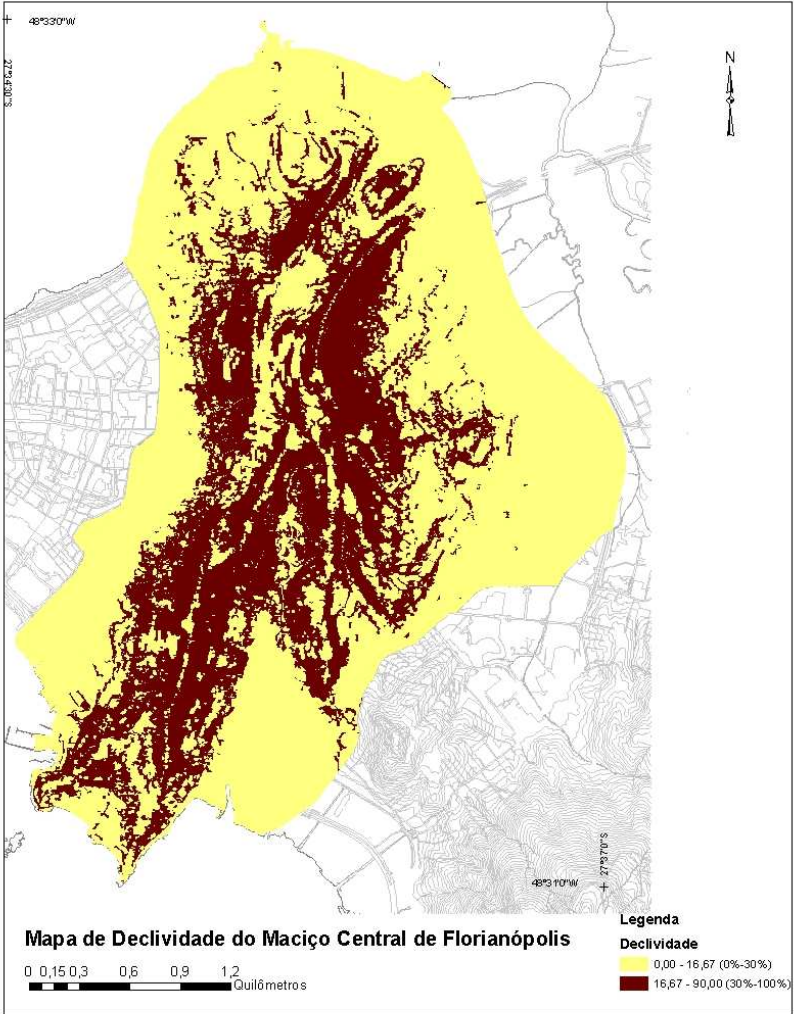 48°33'0"W
27°34'30"S
N
48°31'0"W
27°37'0"S
Mapa de Declividade do Maciço Central de Florianópolis
0 0,15 0,3 0,6 0,9 1,2
Quilômetros
Legenda
Declividade
0,00 - 16,67 (0%-30%)
16,67 - 90,00 (30%-100%)